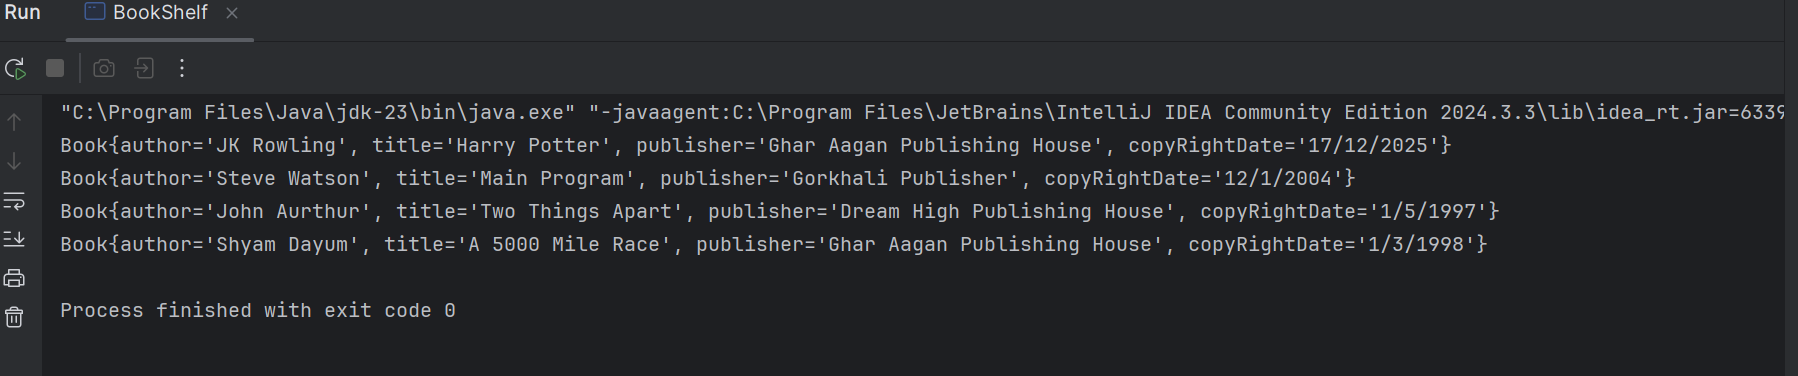 Run BookShelf
"C:\Program Files\Java\jdk-23\bin\java.exe" "-javaagent:C:\Program Files\JetBrains\IntelliJ IDEA Community Edition 2024.3.3\lib\idea_rt.jar=6339
Book{author='JK Rowling', title='Harry Potter', publisher='Ghar Aagan Publishing House', copyRightDate='17/12/2025'}
Book{author='Steve Watson', title='Main Program', publisher='Gorkhali Publisher', copyRightDate='12/1/2004'}
Book{author='John Aurthur', title='Two Things Apart', publisher='Dream High Publishing House', copyRightDate='1/5/1997'}
Book{author='Shyam Dayum', title='A 5000 Mile Race', publisher='Ghar Aagan Publishing House', copyRightDate='1/3/1998'}
Process finished with exit code 0